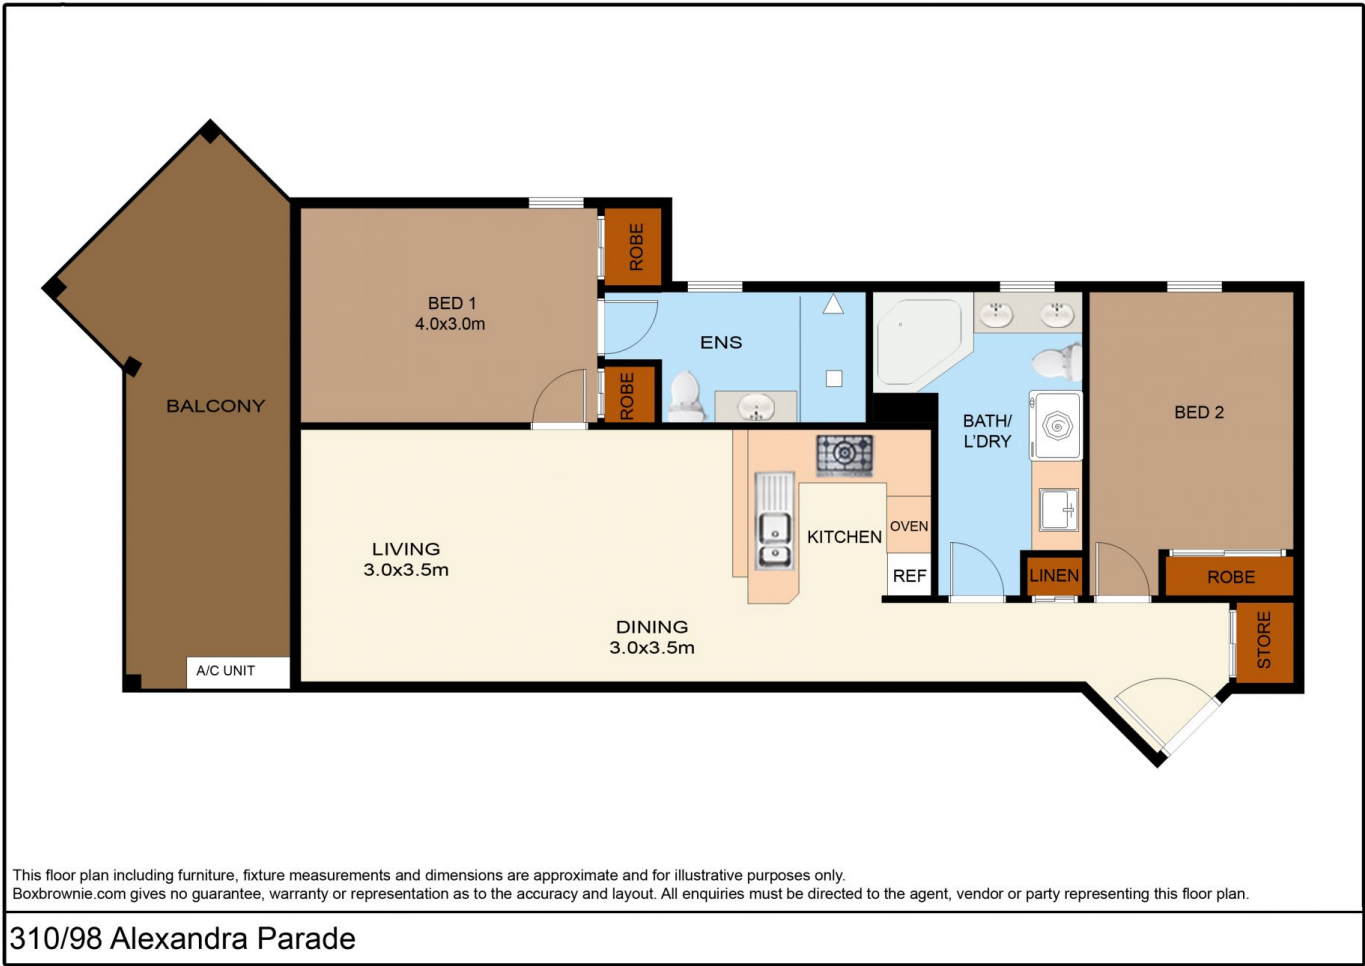 ROBE
BED 1
4.0x3.0m
ENS
ROBE
BALCONY
BATH/
L'DRY
BED 2
OVEN
KITCHEN
LIVING
3.0x3.5m
REF
LINEN
ROBE
DINING
3.0x3.5m
STORE
A/C UNIT
This floor plan including furniture, fixture measurements and dimensions are approximate and for illustrative purposes only.
Boxbrownie.com gives no guarantee, warranty or representation as to the accuracy and layout. All enquiries must be directed to the agent, vendor or party representing this floor plan.
310/98 Alexandra Parade